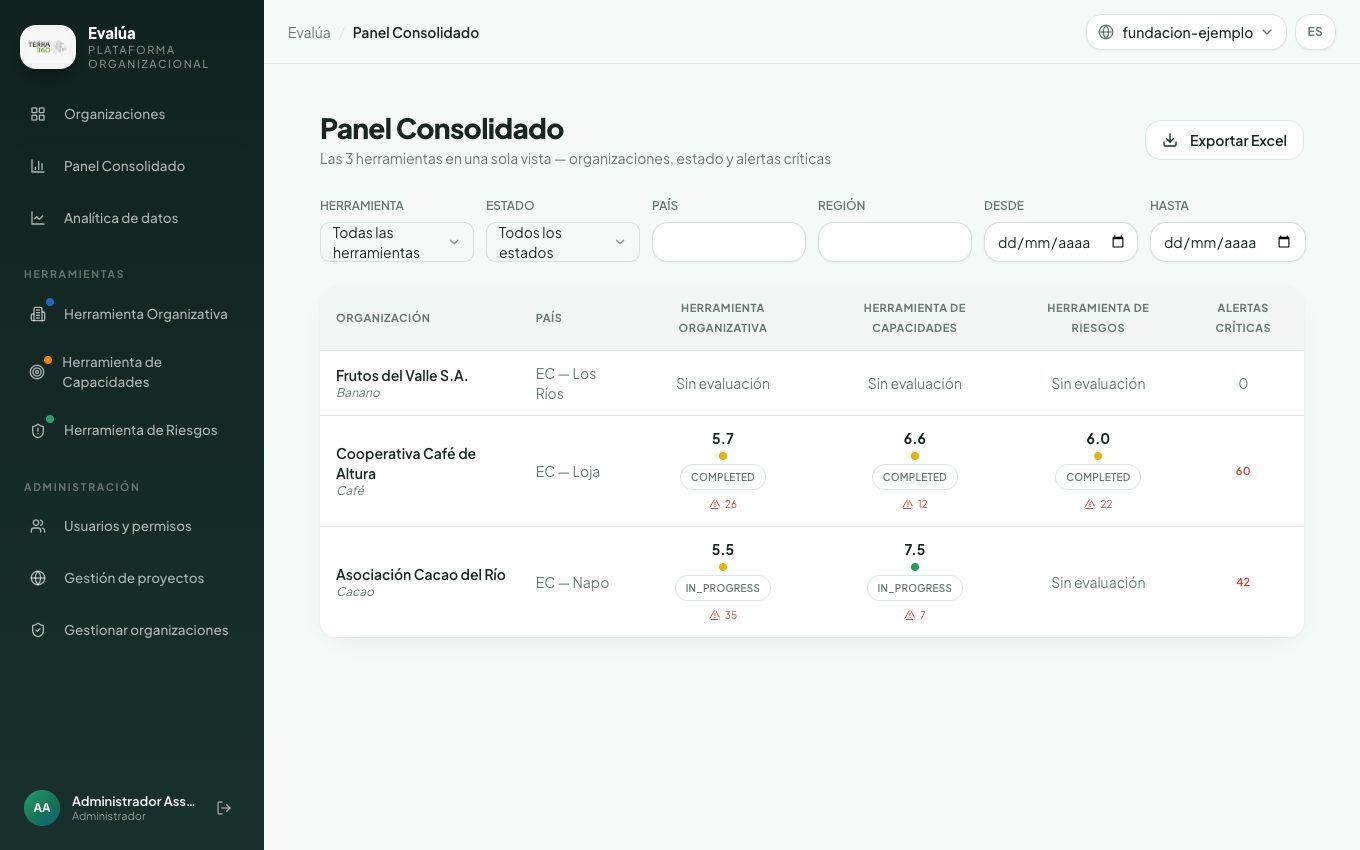 TERRA
360
Evalúa
PLATAFORMA
ORGANIZACIONAL
Organizaciones
Panel Consolidado
Analítica de datos
HERRAMIENTAS
Herramienta Organizativa
Herramienta de
Capacidades
Herramienta de Riesgos
ADMINISTRACIÓN
Usuarios y permisos
Gestión de proyectos
Gestionar organizaciones
AA
Administrador Ass...
Administrador
Evalúa / Panel Consolidado
fundacion-ejemplo
ES
Panel Consolidado
Las 3 herramientas en una sola vista — organizaciones, estado y alertas críticas
Exportar Excel
HERRAMIENTA ESTADO PAÍS REGIÓN DESDE HASTA
Todas las
herramientas
Todos los
estados
dd/mm/aaaa
dd/mm/aaaa
ORGANIZACIÓN
PAÍS
HERRAMIENTA
ORGANIZATIVA
HERRAMIENTA DE
CAPACIDADES
HERRAMIENTA DE
RIESGOS
ALERTAS
CRÍTICAS
Frutos del Valle S.A.
Banano
EC — Los
Ríos
Sin evaluación
Sin evaluación
Sin evaluación
0
Cooperativa Café de
Altura
Café
EC — Loja
5.7
COMPLETED
26
6.6
COMPLETED
12
6.0
COMPLETED
22
60
Asociación Cacao del Río
Cacao
EC — Napo
5.5
IN_PROGRESS
35
7.5
IN_PROGRESS
7
Sin evaluación
42